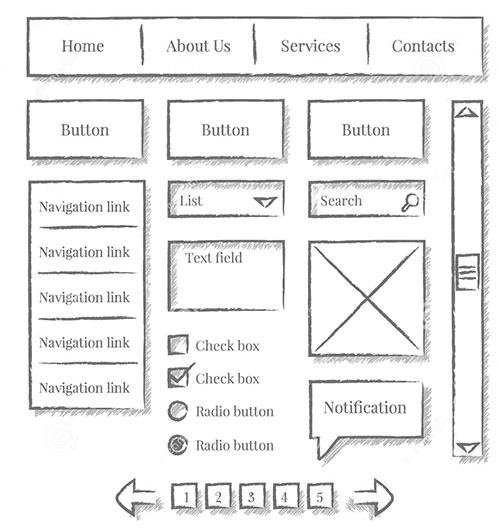 Home About Us Services Contacts
Button Button Button
Navigation link
Navigation link
Navigation link
Navigation link
Navigation link
List
Search
Text field
Check box
Check box
Radio button
Radio button
Notification
1 2 3 4 5